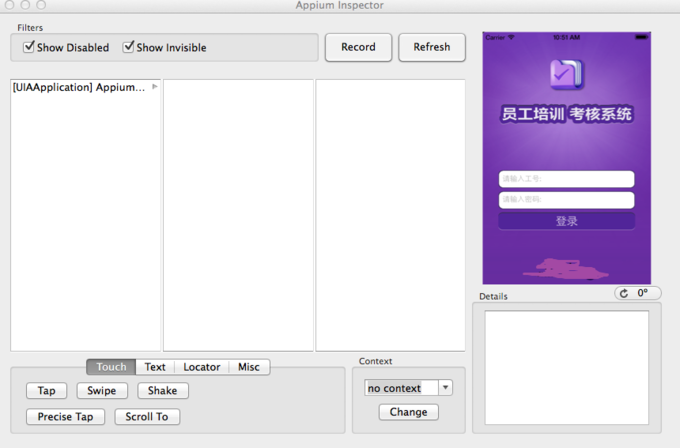 Appium Inspector
Filters
Show Disabled
Show Invisible
Record
Refresh
[UIAApplication] Appium...
Carrier
10:51 AM
员工培训 考核系统
请输入工号:
请输入密码:
登录
0°
Details
Touch
Text
Locator
Misc
Tap
Swipe
Shake
Precise Tap
Scroll To
Context
no context
Change